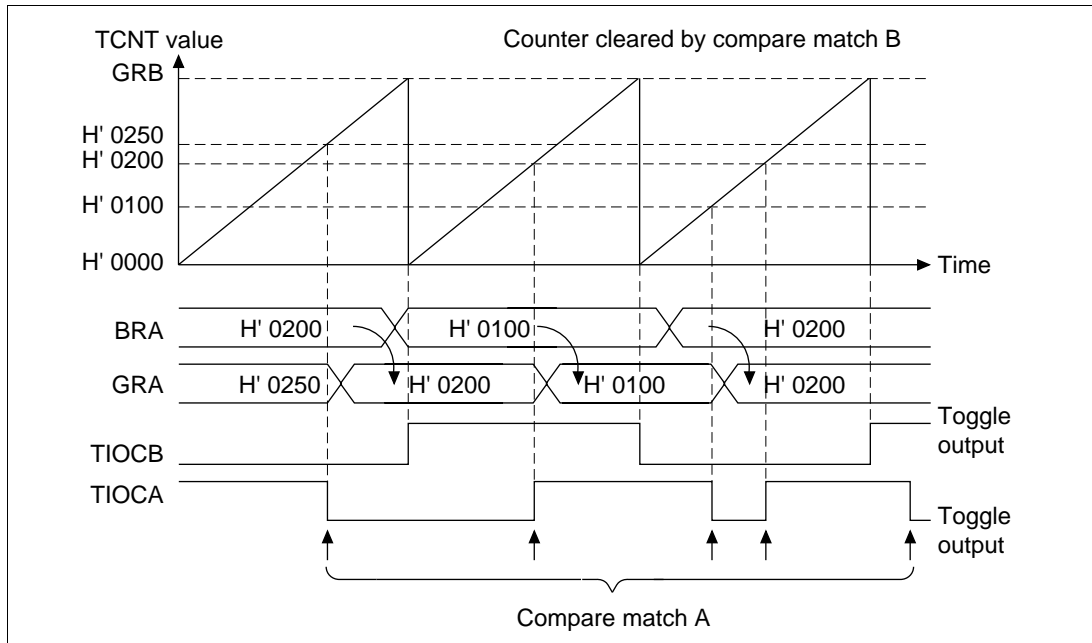 TCNT value
Counter cleared by compare match B
GRB
H' 0250
H' 0200
H' 0100
H' 0000
Time
BRA
H' 0200
H' 0100
H' 0200
GRA
H' 0250
H' 0200
H' 0100
H' 0200
TIOCB
Toggle
output
TIOCA
Toggle
output
Compare match A